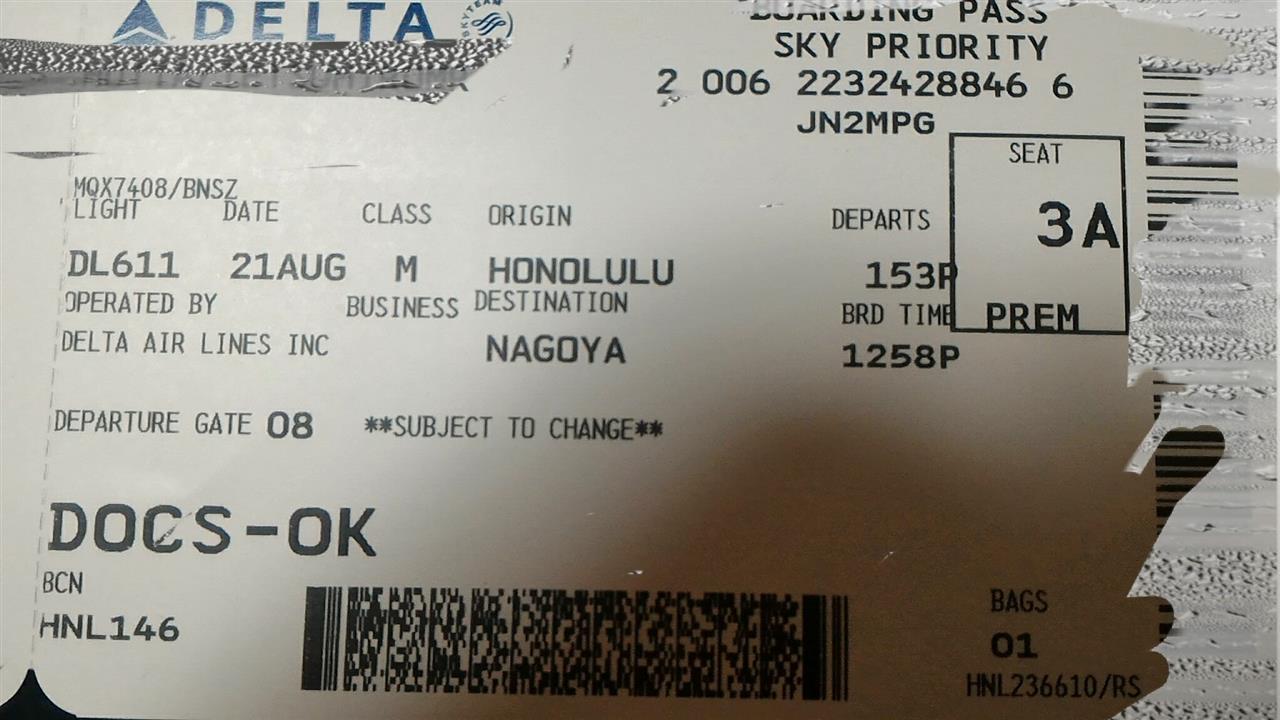 DELTA SKYTEAM
BOARDING PASS
SKY PRIORITY
2 006 2232428846 6
JN2MPG
SEAT
3A
PREM
MQX7408/BNSZ
LIGHT DATE CLASS ORIGIN DEPARTS
DL611 21AUG M HONOLULU 153P
OPERATED BY BUSINESS DESTINATION BRD TIME
DELTA AIR LINES INC NAGOYA 1258P
DEPARTURE GATE 08 **SUBJECT TO CHANGE**
DOCS-OK
BCN
HNL146
BAGS
01
HNL236610/RS